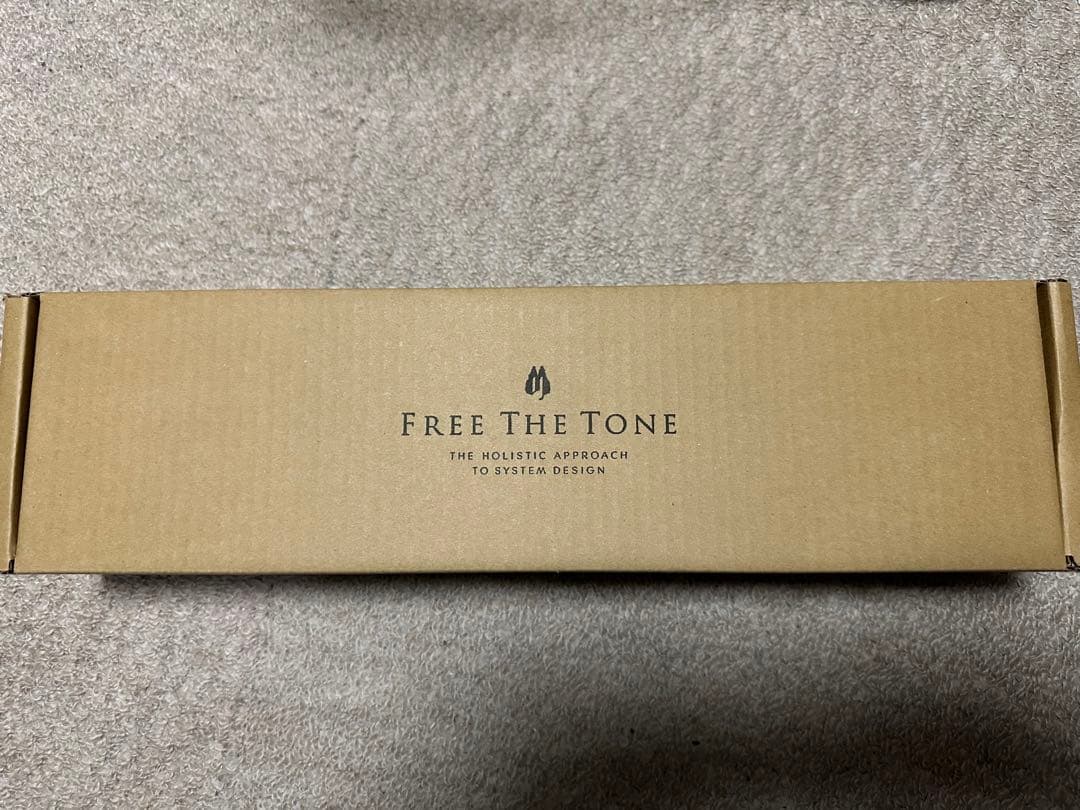 FREE THE TONE
THE HOLISTIC APPROACH
TO SYSTEM DESIGN